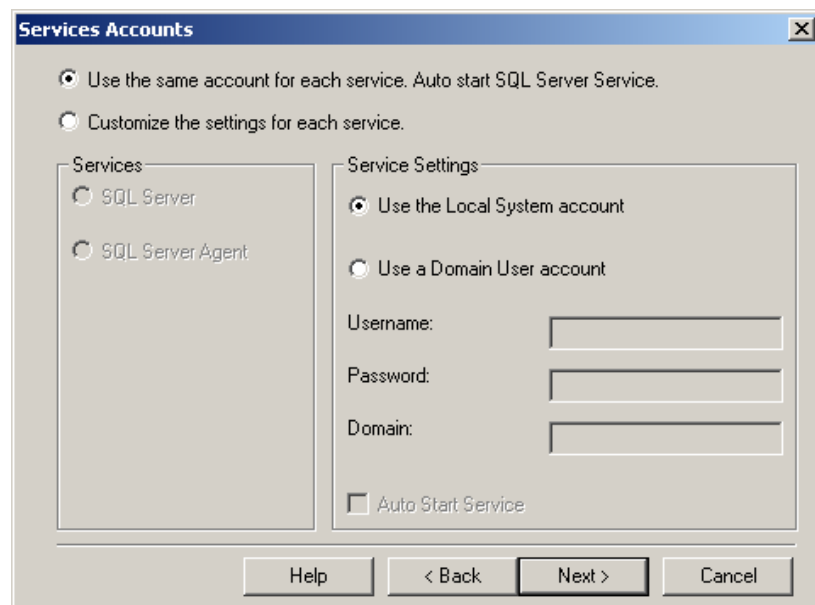 Services Accounts
Use the same account for each service. Auto start SQL Server Service.
Customize the settings for each service.
Services
SQL Server
SQL Server Agent
Service Settings
Use the Local System account
Use a Domain User account
Username:
Password:
Domain:
Auto Start Service
Help
< Back
Next >
Cancel